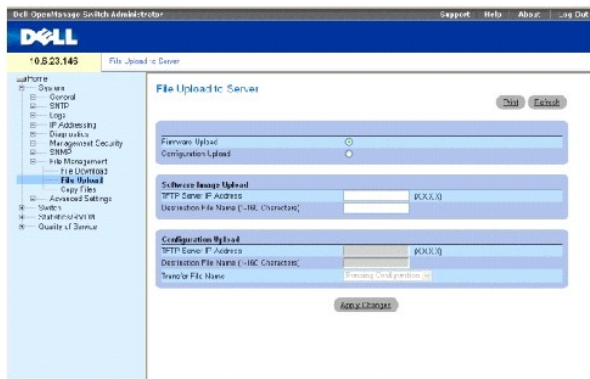 Dell OpenManage Switch Administrator
Support Help About Log Out
DELL
10.6.23.146
File Upload to Server
Home
System
General
SNTP
Logs
IP Addressing
Diagnostics
Management Security
SNMP
File Management
File Download
File Upload
Copy Files
Advanced Settings
Switch
Statistics/RMON
Quality of Service
File Upload to Server
Print Refresh
Firmware Upload
Configuration Upload
Software Image Upload
TFTP Server IP Address (X.X.X.X)
Destination File Name (1-160 Characters)
Configuration Upload
TFTP Server IP Address (X.X.X.X)
Destination File Name (1-160 Characters)
Transfer File Name Running Configuration
Apply Changes